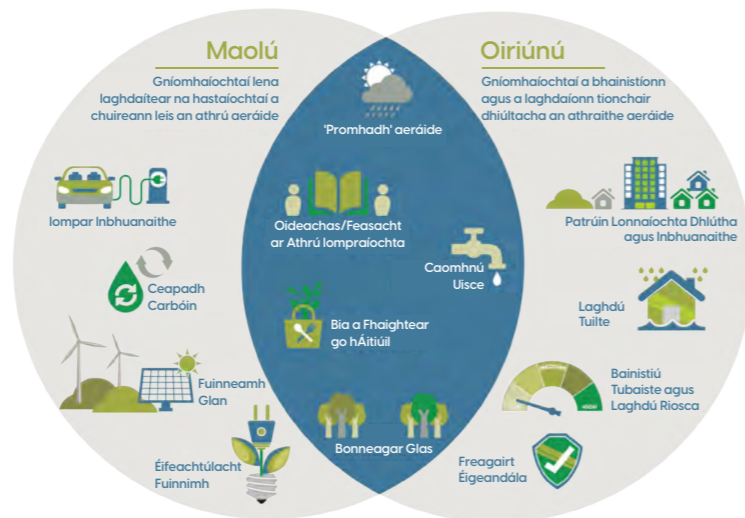 Maolú
Gníomhaíochtaí lena
laghdaítear na hastaíochtaí a
chuireann leis an athrú aeráide
Iompar Inbhuanaithe
Ceapadh
Carbóin
Fuinneamh
Glan
Éifeachtúlacht
Fuinnimh
'Promhadh' aeráide
Oideachas/Feasacht
ar Athrú Iompraíochta
Caomhnú
Uisce
Bia a Fhaightear
go hÁitiúil
Bonneagar Glas
Oiriúnú
Gníomhaíochtaí a bhainistíonn
agus a laghdaíonn tionchair
dhiúltacha an athraithe aeráide
Patrúin Lonnaíochta Dhlútha
agus Inbhuanaithe
Laghdú
Tuilte
Bainistiú
Tubaiste agus
Laghdú Riosca
Freagairt
Éigeandála